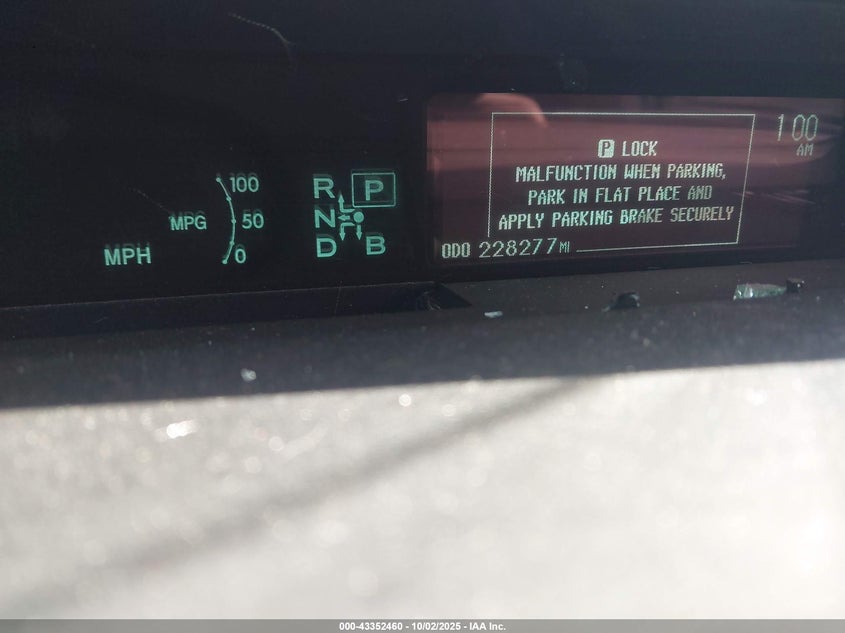 100
MPG 50
MPH 0
R P
N
D B
1:00
AM
P LOCK
MALFUNCTION WHEN PARKING,
PARK IN FLAT PLACE AND
APPLY PARKING BRAKE SECURELY
ODO 228277 MI
000-43352460 - 10/02/2025 - IAA Inc.